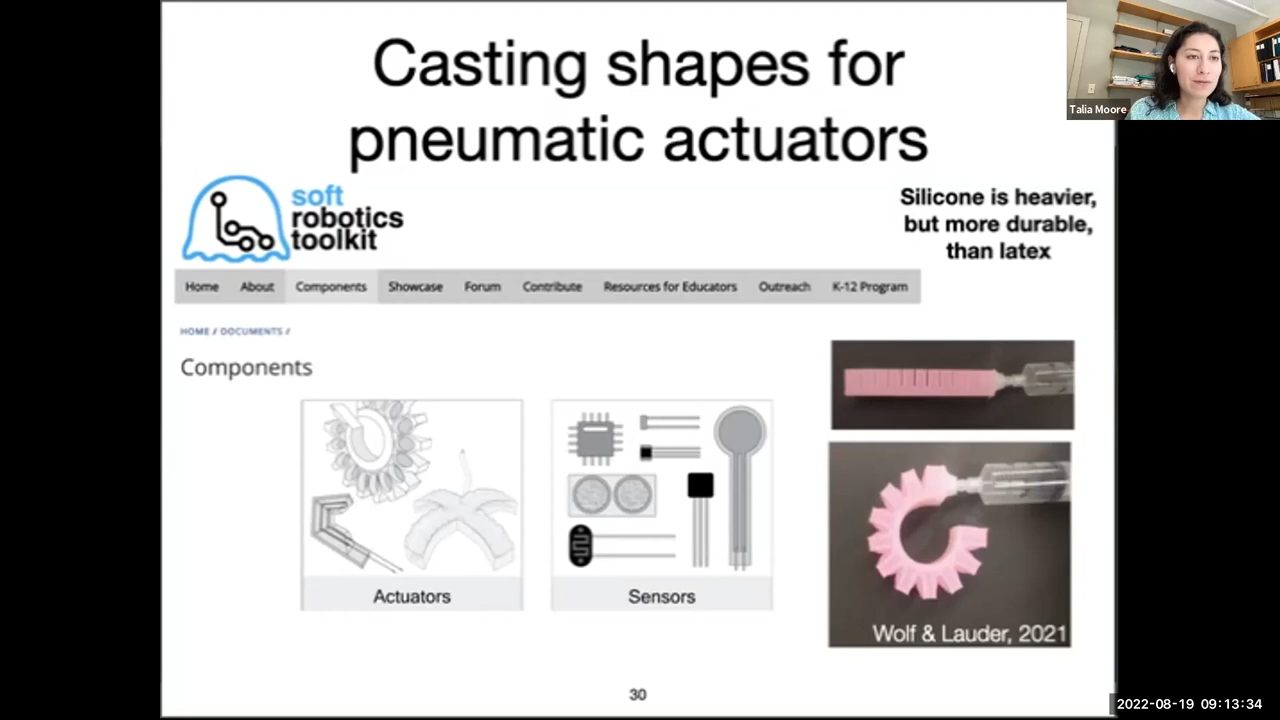 Casting shapes for
pneumatic actuators
Talia Moore
soft
robotics
toolkit
Silicone is heavier,
but more durable,
than latex
Home About Components Showcase Forum Contribute Resources for Educators Outreach K-12 Program
HOME / DOCUMENTS /
Components
Actuators
Sensors
Wolf & Lauder, 2021
30
2022-08-19 09:13:34